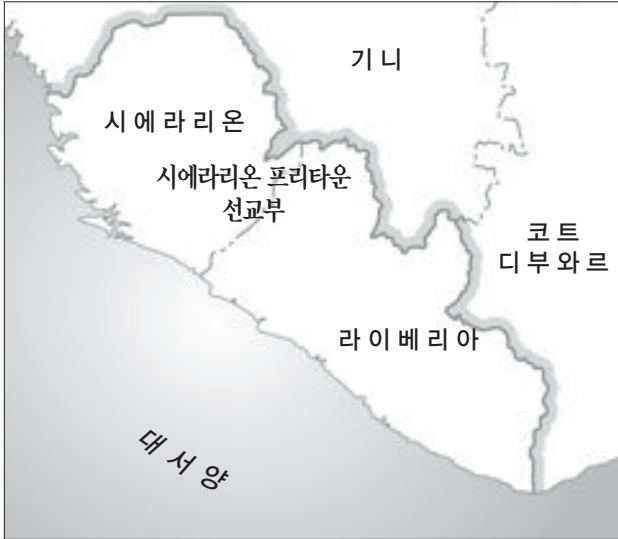 기니
시에라리온
시에라리온 프리타운
선교부
코트
디부와르
라이베리아
대서양